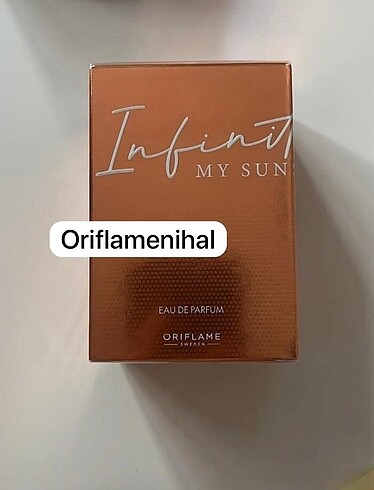 Infinit
MY SUN
Oriflamenihal
EAU DE PARFUM
ORIFLAME
SWEDEN